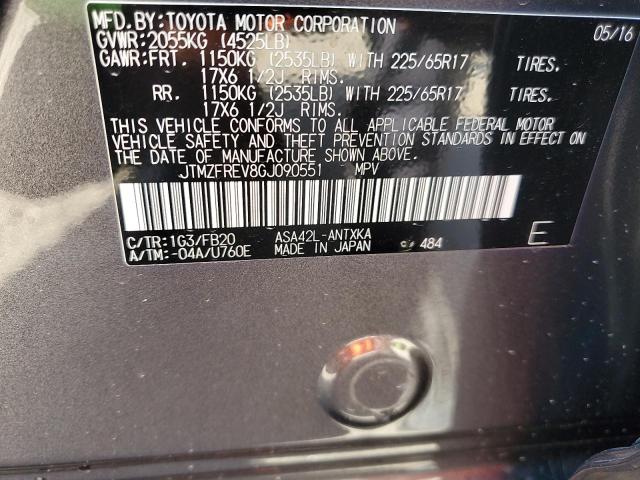 MFD.BY:TOYOTA MOTOR CORPORATION 05/16
GVWR:2055KG (4525LB)
GAWR:FRT. 1150KG (2535LB) WITH 225/65R17 TIRES.
17X6 1/2J RIMS.
RR. 1150KG (2535LB) WITH 225/65R17 TIRES.
17X6 1/2J RIMS.
THIS VEHICLE CONFORMS TO ALL APPLICABLE FEDERAL MOTOR
VEHICLE SAFETY AND THEFT PREVENTION STANDARDS IN EFFECT ON
THE DATE OF MANUFACTURE SHOWN ABOVE.
JTMZFREV8GJ090551 MPV
C/TR:1G3/FB20 ASA42L-ANTXKA
A/TM:-04A/U760E MADE IN JAPAN 484 E